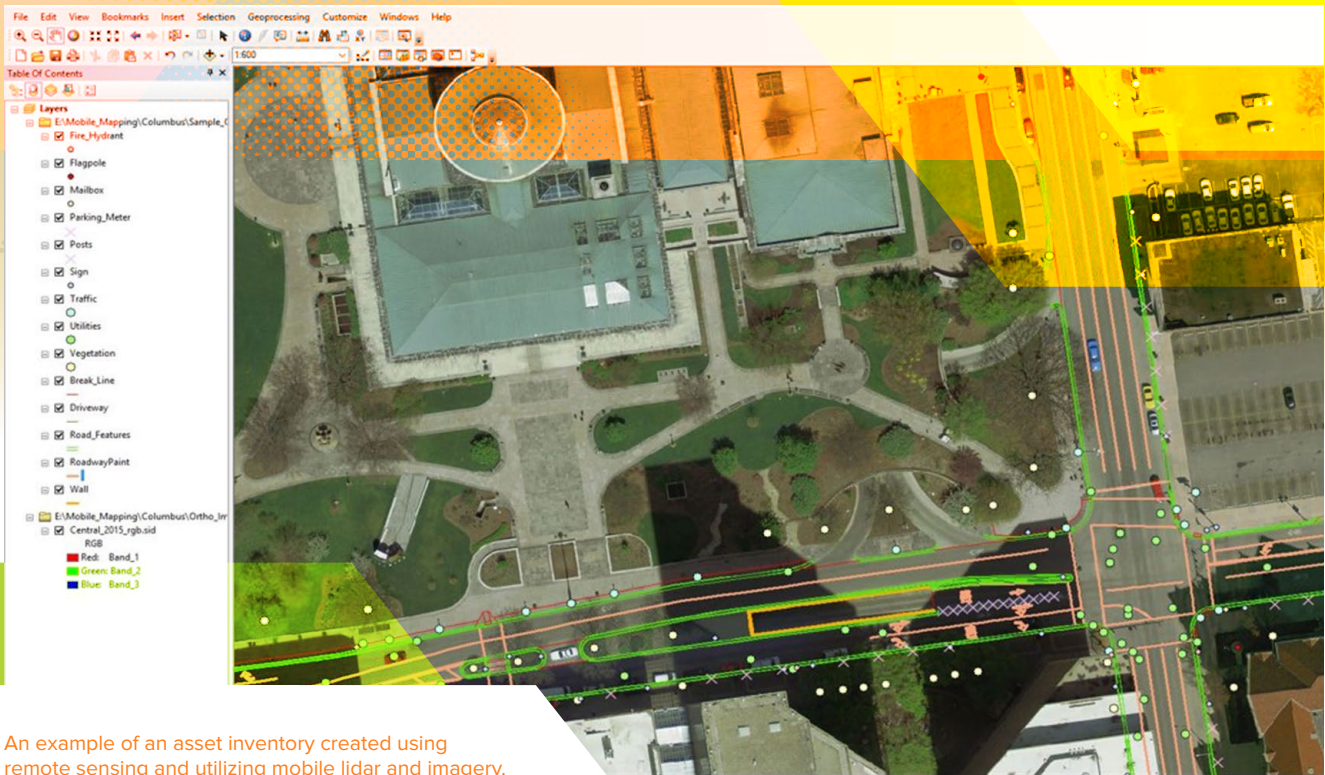 File Edit View Bookmarks Insert Selection Geoprocessing Customize Windows Help
1:600
Table Of Contents
Layers
E:\Mobile_Mapping\Columbus\Sample_
Fire_Hydrant
Flagpole
Mailbox
Parking_Meter
Posts
Sign
Traffic
Utilities
Vegetation
Break_Line
Driveway
Road_Features
RoadwayPaint
Wall
E:\Mobile_Mapping\Columbus\Ortho_Im
Central_2015_rgb.sid
RGB
Red: Band_1
Green: Band_2
Blue: Band_3
An example of an asset inventory created using
remote sensing and utilizing mobile lidar and imagery.